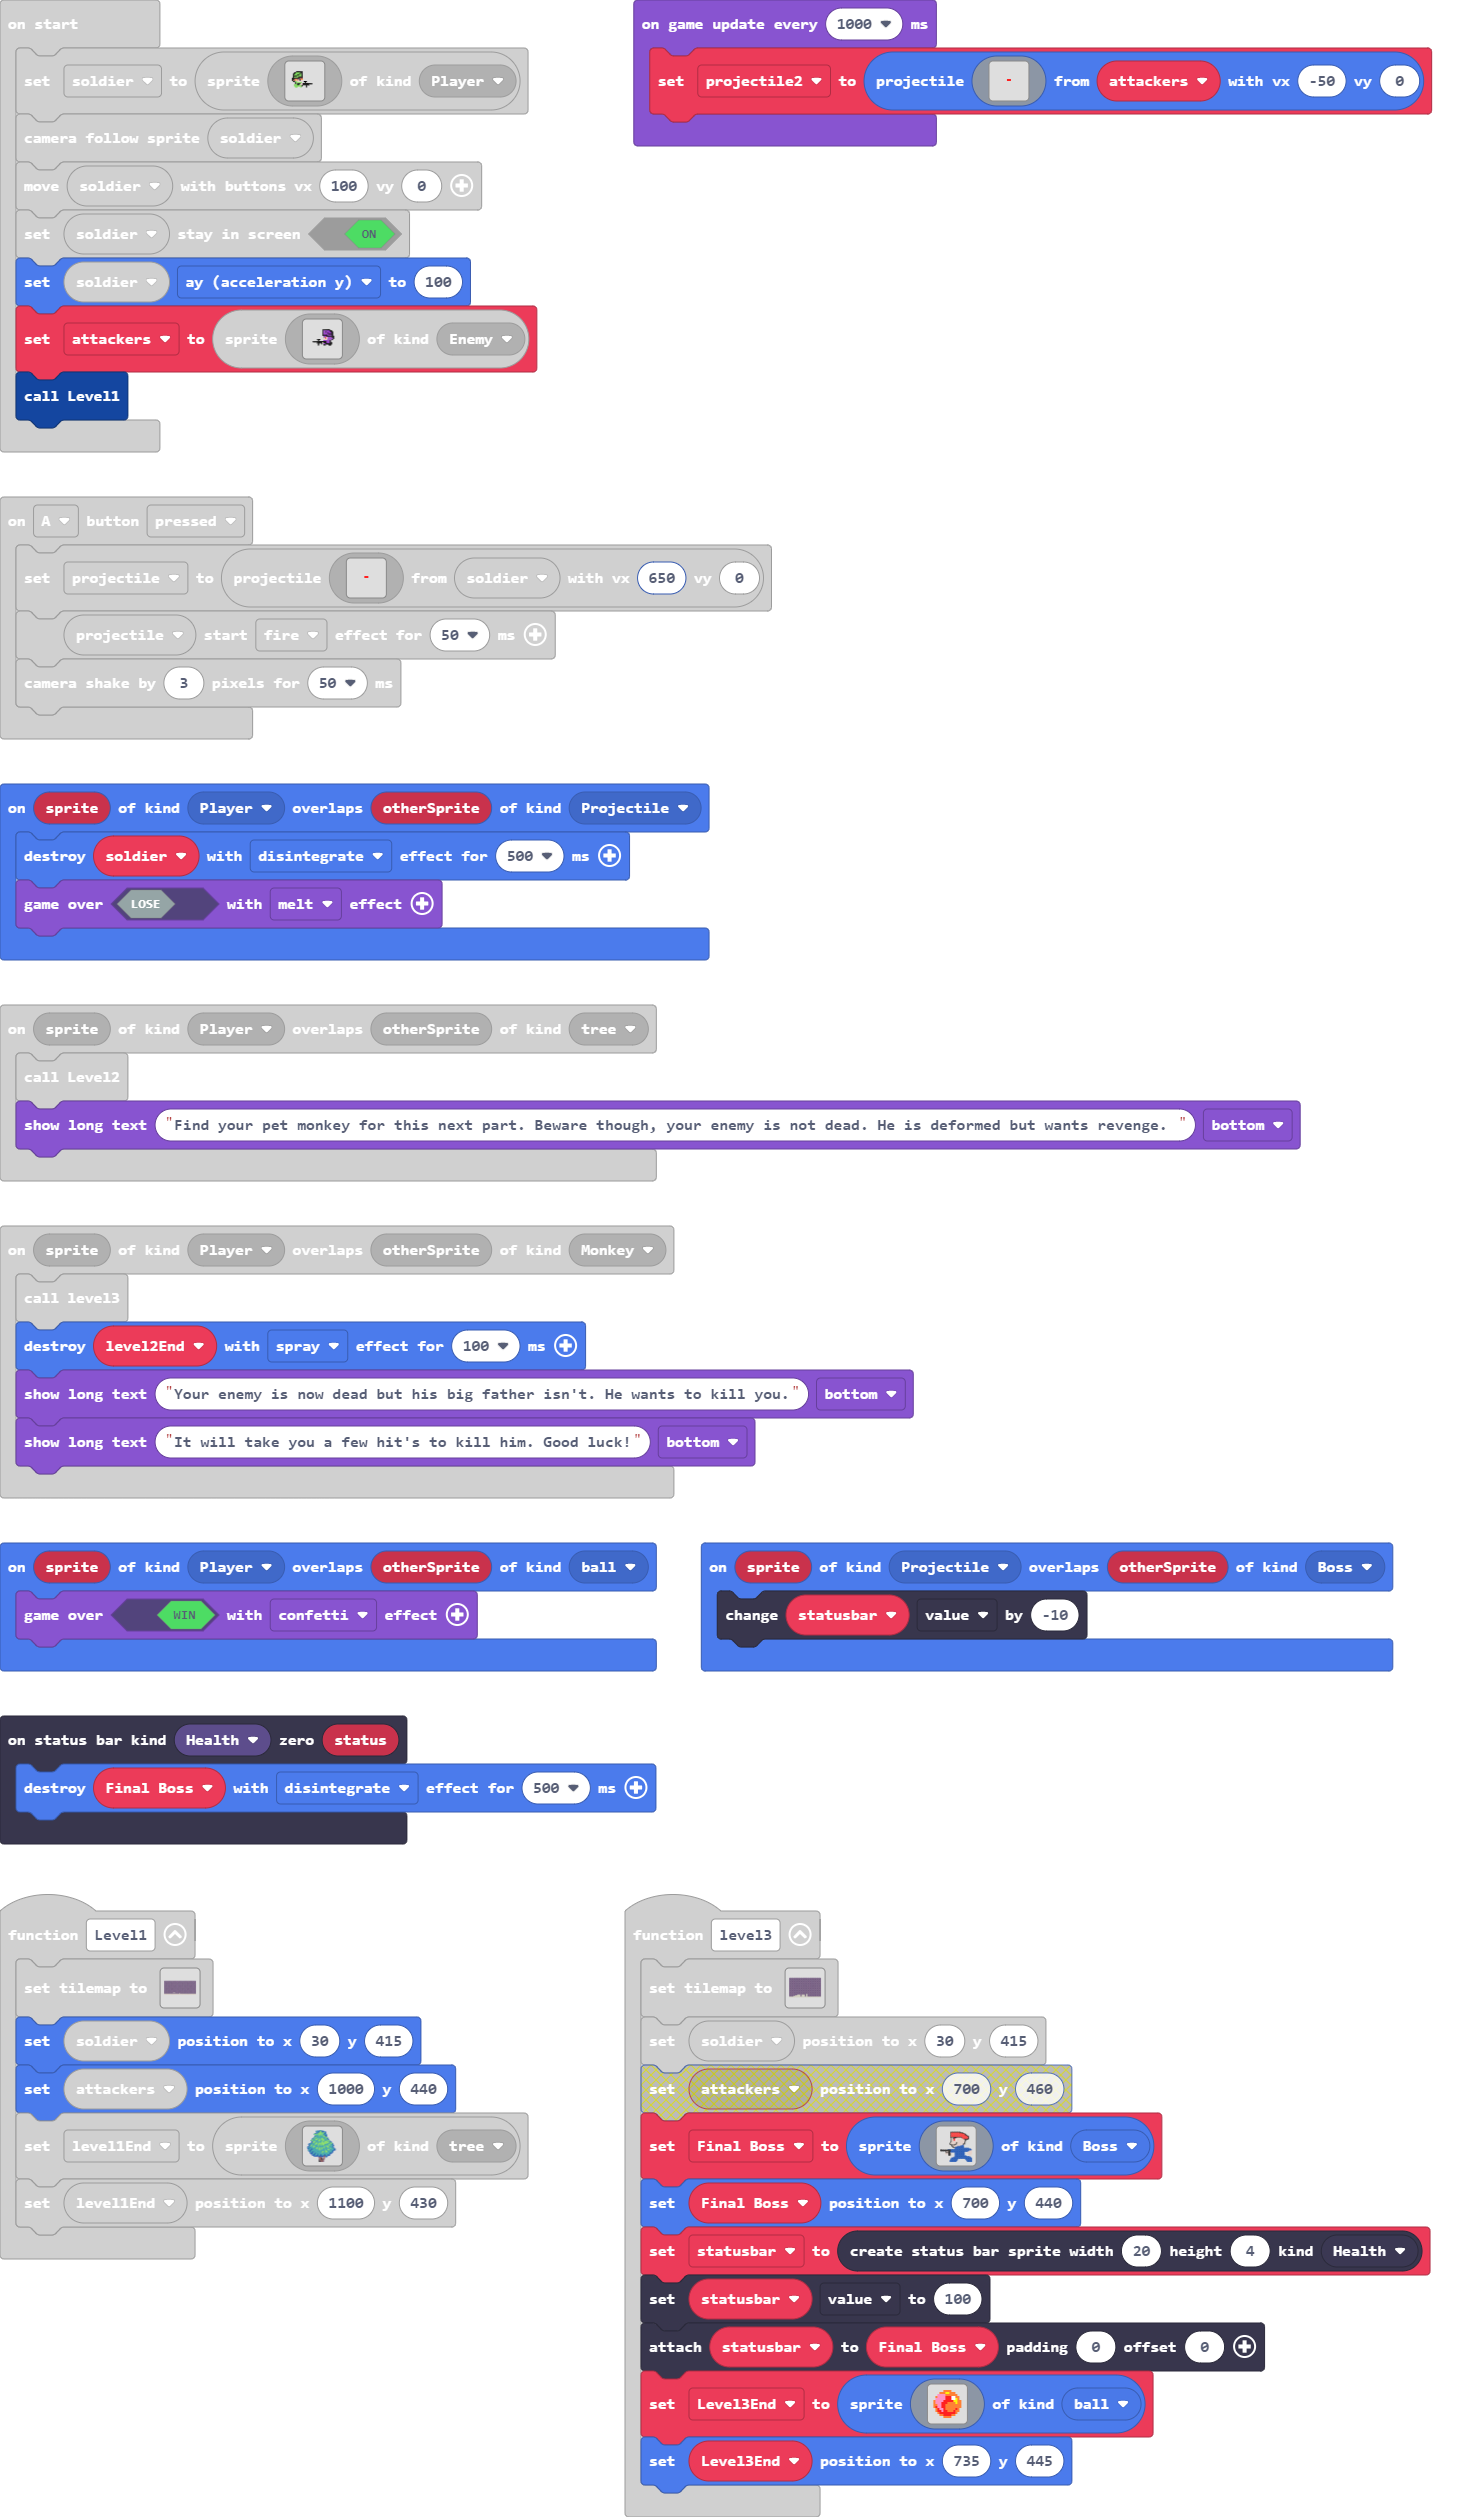 on start
set soldier to sprite of kind Player
camera follow sprite soldier
move soldier with buttons vx 100 vy 0
set soldier stay in screen ON
set soldier ay (acceleration y) to 100
set attackers to sprite of kind Enemy
call Level1
on game update every 1000 ms
set projectile2 to projectile from attackers with vx -50 vy 0
on A button pressed
set projectile to projectile from soldier with vx 650 vy 0
projectile start fire effect for 50 ms
camera shake by 3 pixels for 50 ms
on sprite of kind Player overlaps otherSprite of kind Projectile
destroy soldier with disintegrate effect for 500 ms
game over LOSE with melt effect
on sprite of kind Player overlaps otherSprite of kind tree
call Level2
show long text "Find your pet monkey for this next part. Beware though, your enemy is not dead. He is deformed but wants revenge. " bottom
on sprite of kind Player overlaps otherSprite of kind Monkey
call level3
destroy level2End with spray effect for 100 ms
show long text "Your enemy is now dead but his big father isn't. He wants to kill you." bottom
show long text "It will take you a few hit's to kill him. Good luck!" bottom
on sprite of kind Player overlaps otherSprite of kind ball
game over WIN with confetti effect
on sprite of kind Projectile overlaps otherSprite of kind Boss
change statusbar value by -10
on status bar kind Health zero status
destroy Final Boss with disintegrate effect for 500 ms
function Level1
set tilemap to
set soldier position to x 30 y 415
set attackers position to x 1000 y 440
set level1End to sprite of kind tree
set level1End position to x 1100 y 430
function level3
set tilemap to
set soldier position to x 30 y 415
set attackers position to x 700 y 460
set Final Boss to sprite of kind Boss
set Final Boss position to x 700 y 440
set statusbar to create status bar sprite width 20 height 4 kind Health
set statusbar value to 100
attach statusbar to Final Boss padding 0 offset 0
set Level3End to sprite of kind ball
set Level3End position to x 735 y 445